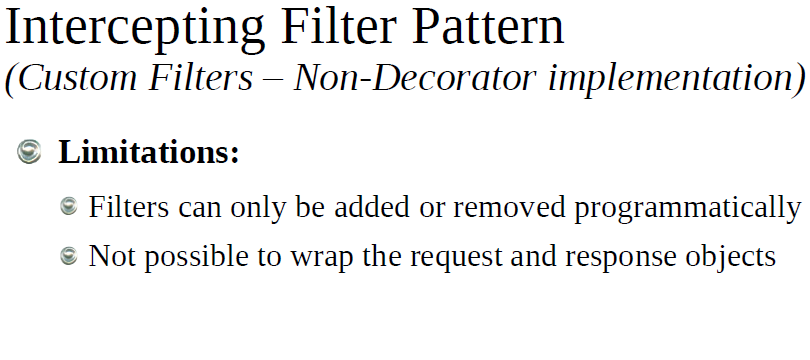 Intercepting Filter Pattern
(Custom Filters – Non-Decorator implementation)
Limitations:
Filters can only be added or removed programmatically
Not possible to wrap the request and response objects